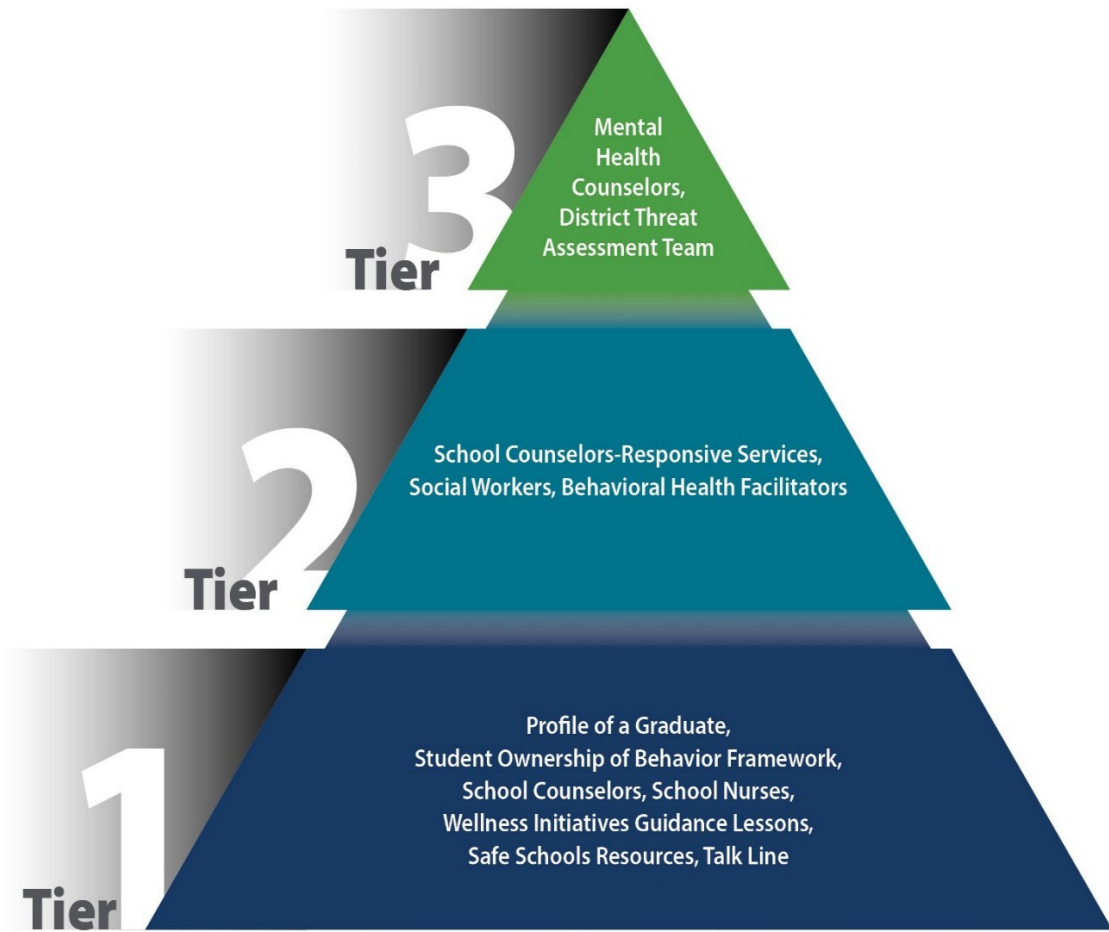 3
Tier
Mental
Health
Counselors,
District Threat
Assessment Team
2
Tier
School Counselors-Responsive Services,
Social Workers, Behavioral Health Facilitators
1
Tier
Profile of a Graduate,
Student Ownership of Behavior Framework,
School Counselors, School Nurses,
Wellness Initiatives Guidance Lessons,
Safe Schools Resources, Talk Line